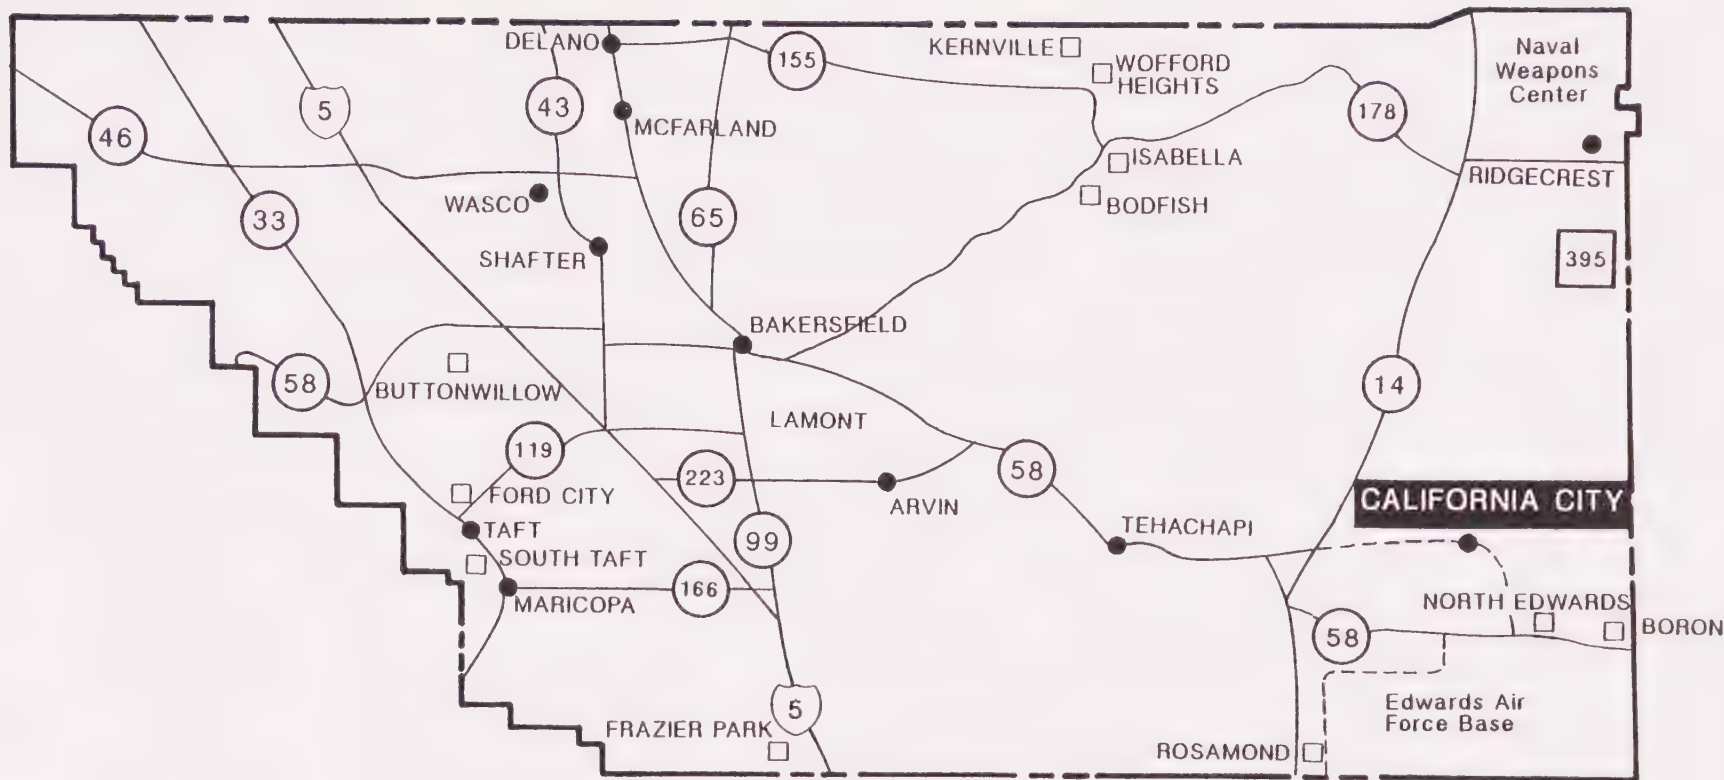 DELANO
155
KERNVILLE
WOFFORD
HEIGHTS
Naval
Weapons
Center
5
43
46
MCFARLAND
178
ISABELLA
RIDGECREST
WASCO
65
BODFISH
33
SHAFTER
395
BAKERSFIELD
58
BUTTONWILLOW
14
LAMONT
119
223
58
FORD CITY
ARVIN
CALIFORNIA CITY
TAFT
99
TEHACHAPI
SOUTH TAFT
MARICOPA
166
NORTH EDWARDS
58
BORON
5
Edwards Air
Force Base
FRAZIER PARK
ROSAMOND